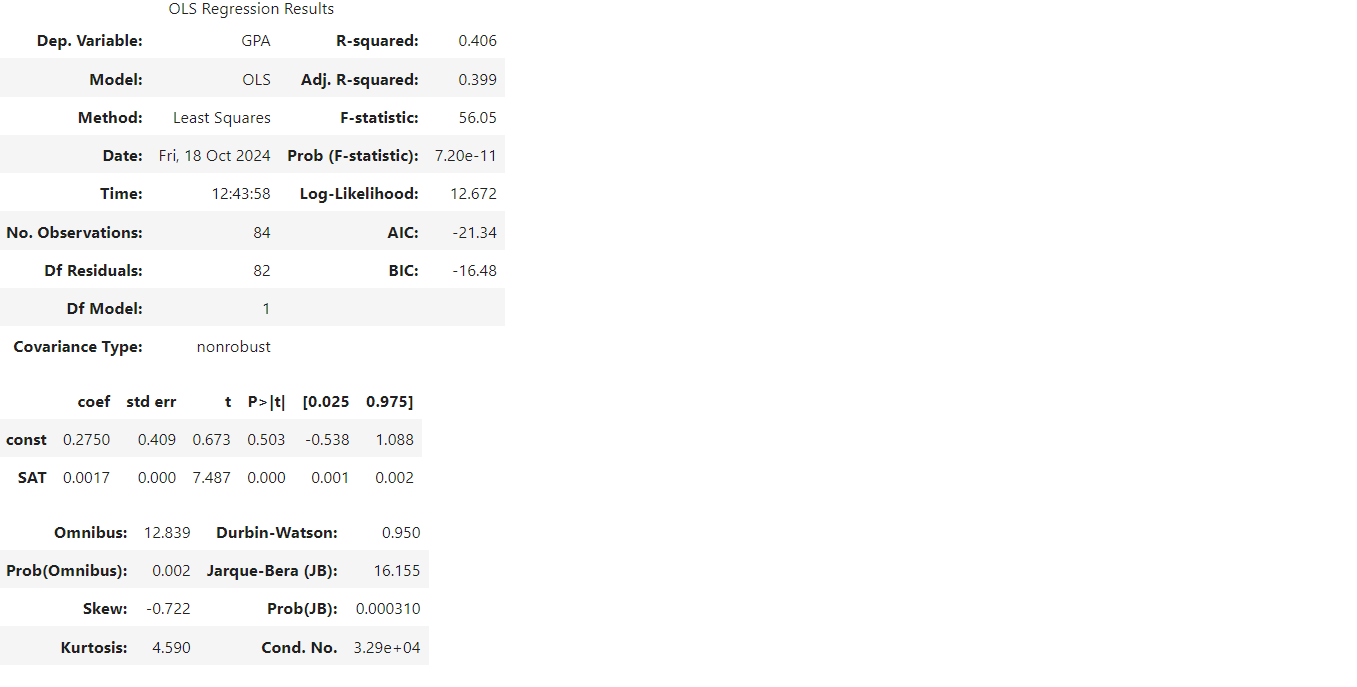 OLS Regression Results
Dep. Variable: GPA R-squared: 0.406
Model: OLS Adj. R-squared: 0.399
Method: Least Squares F-statistic: 56.05
Date: Fri, 18 Oct 2024 Prob (F-statistic): 7.20e-11
Time: 12:43:58 Log-Likelihood: 12.672
No. Observations: 84 AIC: -21.34
Df Residuals: 82 BIC: -16.48
Df Model: 1
Covariance Type: nonrobust
coef std err t P>|t| [0.025 0.975]
const 0.2750 0.409 0.673 0.503 -0.538 1.088
SAT 0.0017 0.000 7.487 0.000 0.001 0.002
Omnibus: 12.839 Durbin-Watson: 0.950
Prob(Omnibus): 0.002 Jarque-Bera (JB): 16.155
Skew: -0.722 Prob(JB): 0.000310
Kurtosis: 4.590 Cond. No. 3.29e+04